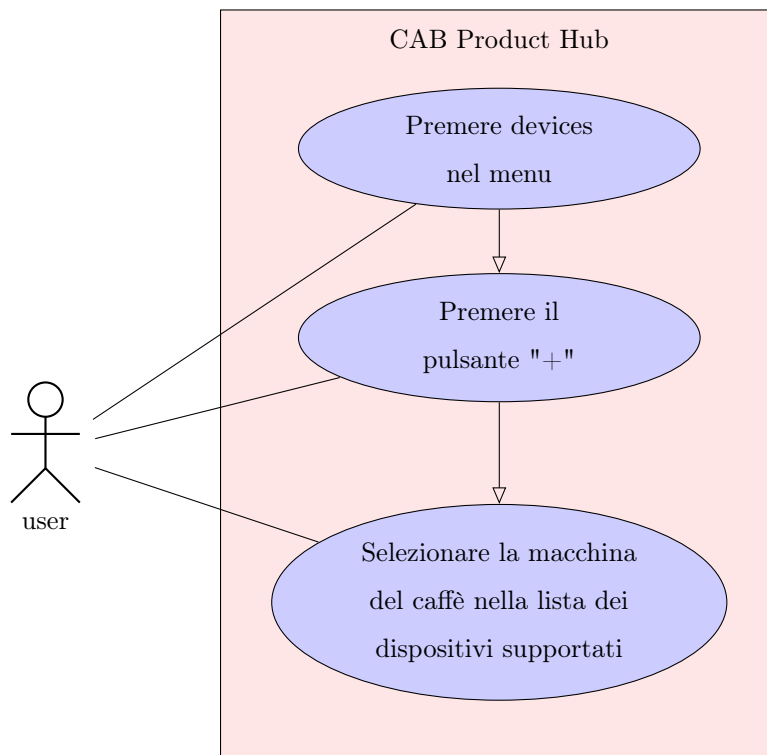 CAB Product Hub
Premere devices
nel menu
Premere il
pulsante "+"
user
Selezionare la macchina
del caffè nella lista dei
dispositivi supportati